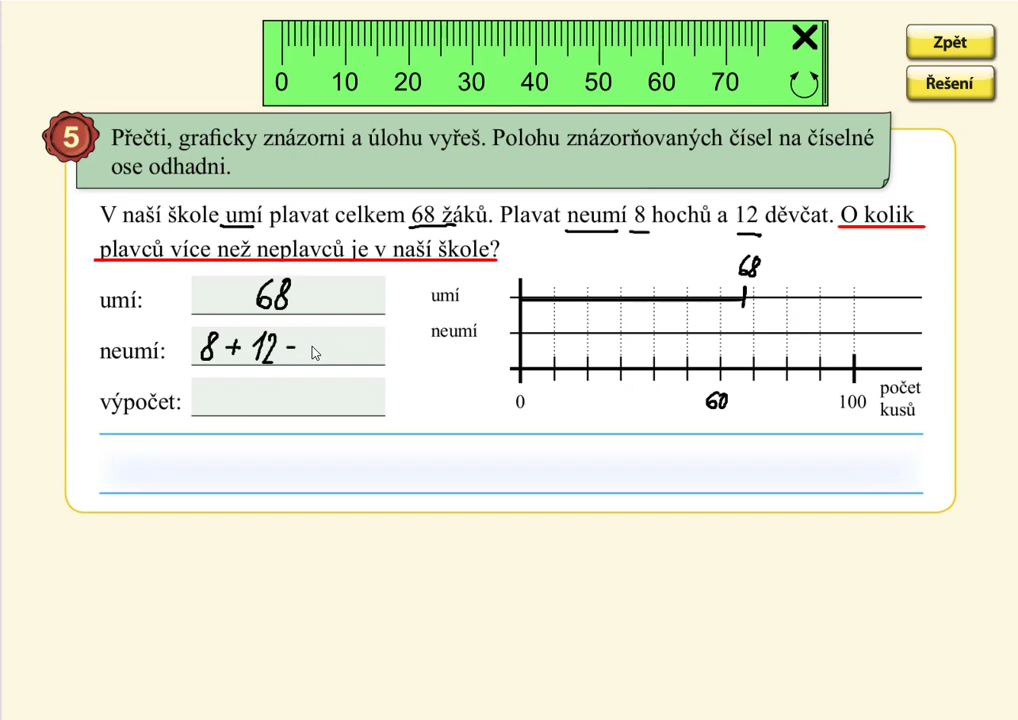 0 10 20 30 40 50 60 70
Zpět
Řešení
5 Přečti, graficky znázorni a úlohu vyřeš. Polohu znázorňovaných čísel na číselné
ose odhadni.
V naší škole umí plavat celkem 68 žáků. Plavat neumí 8 hochů a 12 děvčat. O kolik
plavců více než neplavců je v naší škole?
umí: 68
neumí: 8 + 12 -
výpočet:
68
umí
neumí
0 60 100 počet
kusů